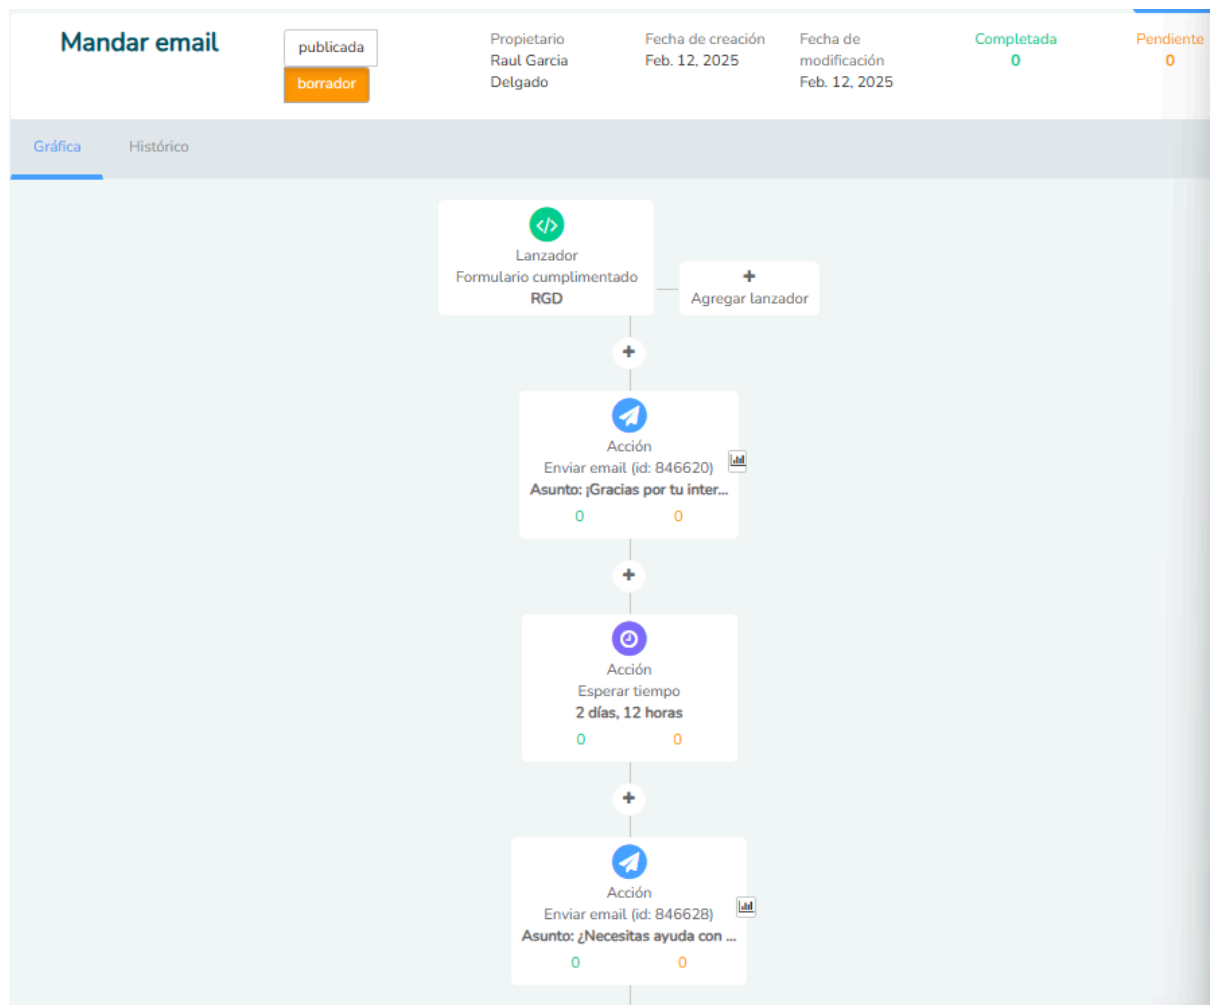 Mandar email
publicada
borrador
Propietario
Raul Garcia
Delgado
Fecha de creación
Feb. 12, 2025
Fecha de
modificación
Feb. 12, 2025
Completada
0
Pendiente
0
Gráfica
Histórico
Lanzador
Formulario cumplimentado
RGD
Agregar lanzador
Acción
Enviar email (id: 846620)
Asunto: ¡Gracias por tu inter...
0 0
Acción
Esperar tiempo
2 días, 12 horas
0 0
Acción
Enviar email (id: 846628)
Asunto: ¿Necesitas ayuda con ...
0 0